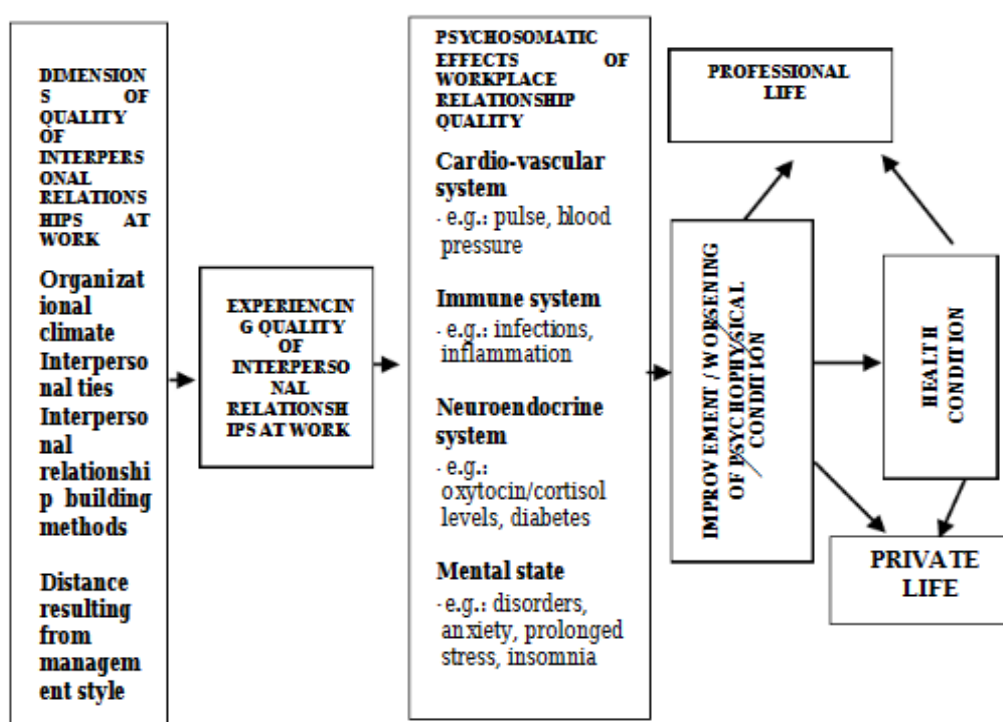 DIMENSION
S OF
QUALITY
OF
INTERPERS
ONAL
RELATIONS
HIPS AT
WORK
Organizat
ional
climate
Interperso
nal ties
Interperso
nal
relationshi
p building
methods
Distance
resulting
from
managem
ent style
EXPERIENCIN
G QUALITY
OF
INTERPERSO
NAL
RELATIONSH
IPS AT WORK
PSYCHOSOMATIC
EFFECTS OF
WORKPLACE
RELATIONSHIP
QUALITY
Cardio-vascular
system
- e.g.: pulse, blood
pressure
Immune system
- e.g.: infections,
inflammation
Neuroendocrine
system
- e.g.:
oxytocin/cortisol
levels, diabetes
Mental state
- e.g.: disorders,
anxiety, prolonged
stress, insomnia
IMPROVEMENT / WORSENING
OF PSYCHOPHYSICAL
CONDITION
PROFESSIONAL
LIFE
HEALTH
CONDITION
PRIVATE
LIFE